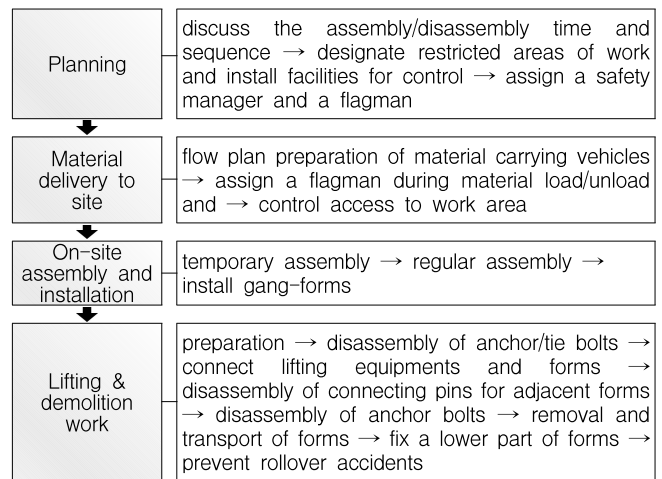 Planning
discuss the assembly/disassembly time and
sequence → designate restricted areas of work
and install facilities for control → assign a safety
manager and a flagman
Material
delivery to
site
flow plan preparation of material carrying vehicles
→ assign a flagman during material load/unload
and → control access to work area
On-site
assembly and
installation
temporary assembly → regular assembly →
install gang-forms
Lifting &
demolition
work
preparation → disassembly of anchor/tie bolts →
connect lifting equipments and forms →
disassembly of connecting pins for adjacent forms
→ disassembly of anchor bolts → removal and
transport of forms → fix a lower part of forms →
prevent rollover accidents